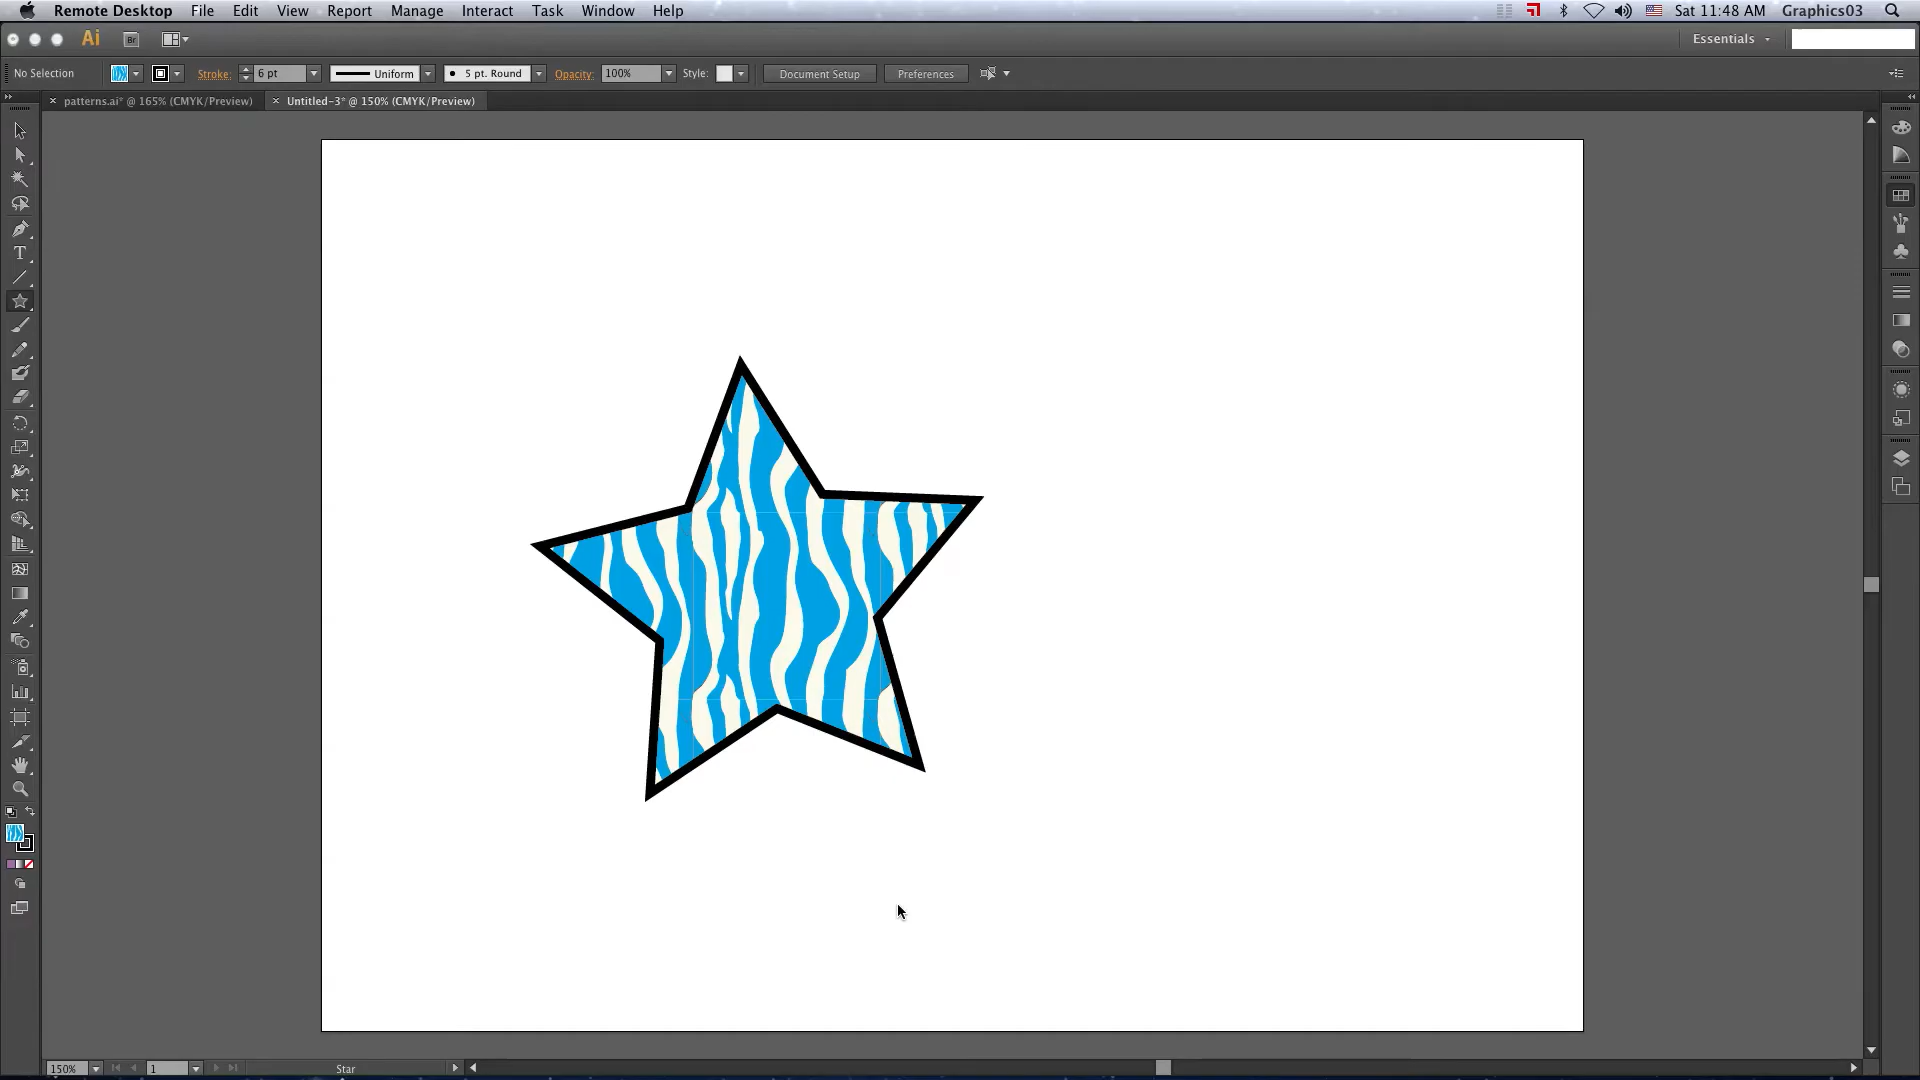 Remote Desktop File Edit View Report Manage Interact Task Window Help Sat 11:48 AM Graphics03
Ai Br Essentials
No Selection Stroke: 6 pt Uniform 5 pt. Round Opacity: 100% Style: Document Setup Preferences
patterns.ai* @ 165% (CMYK/Preview) Untitled-3* @ 150% (CMYK/Preview)
T
150% 1 Star